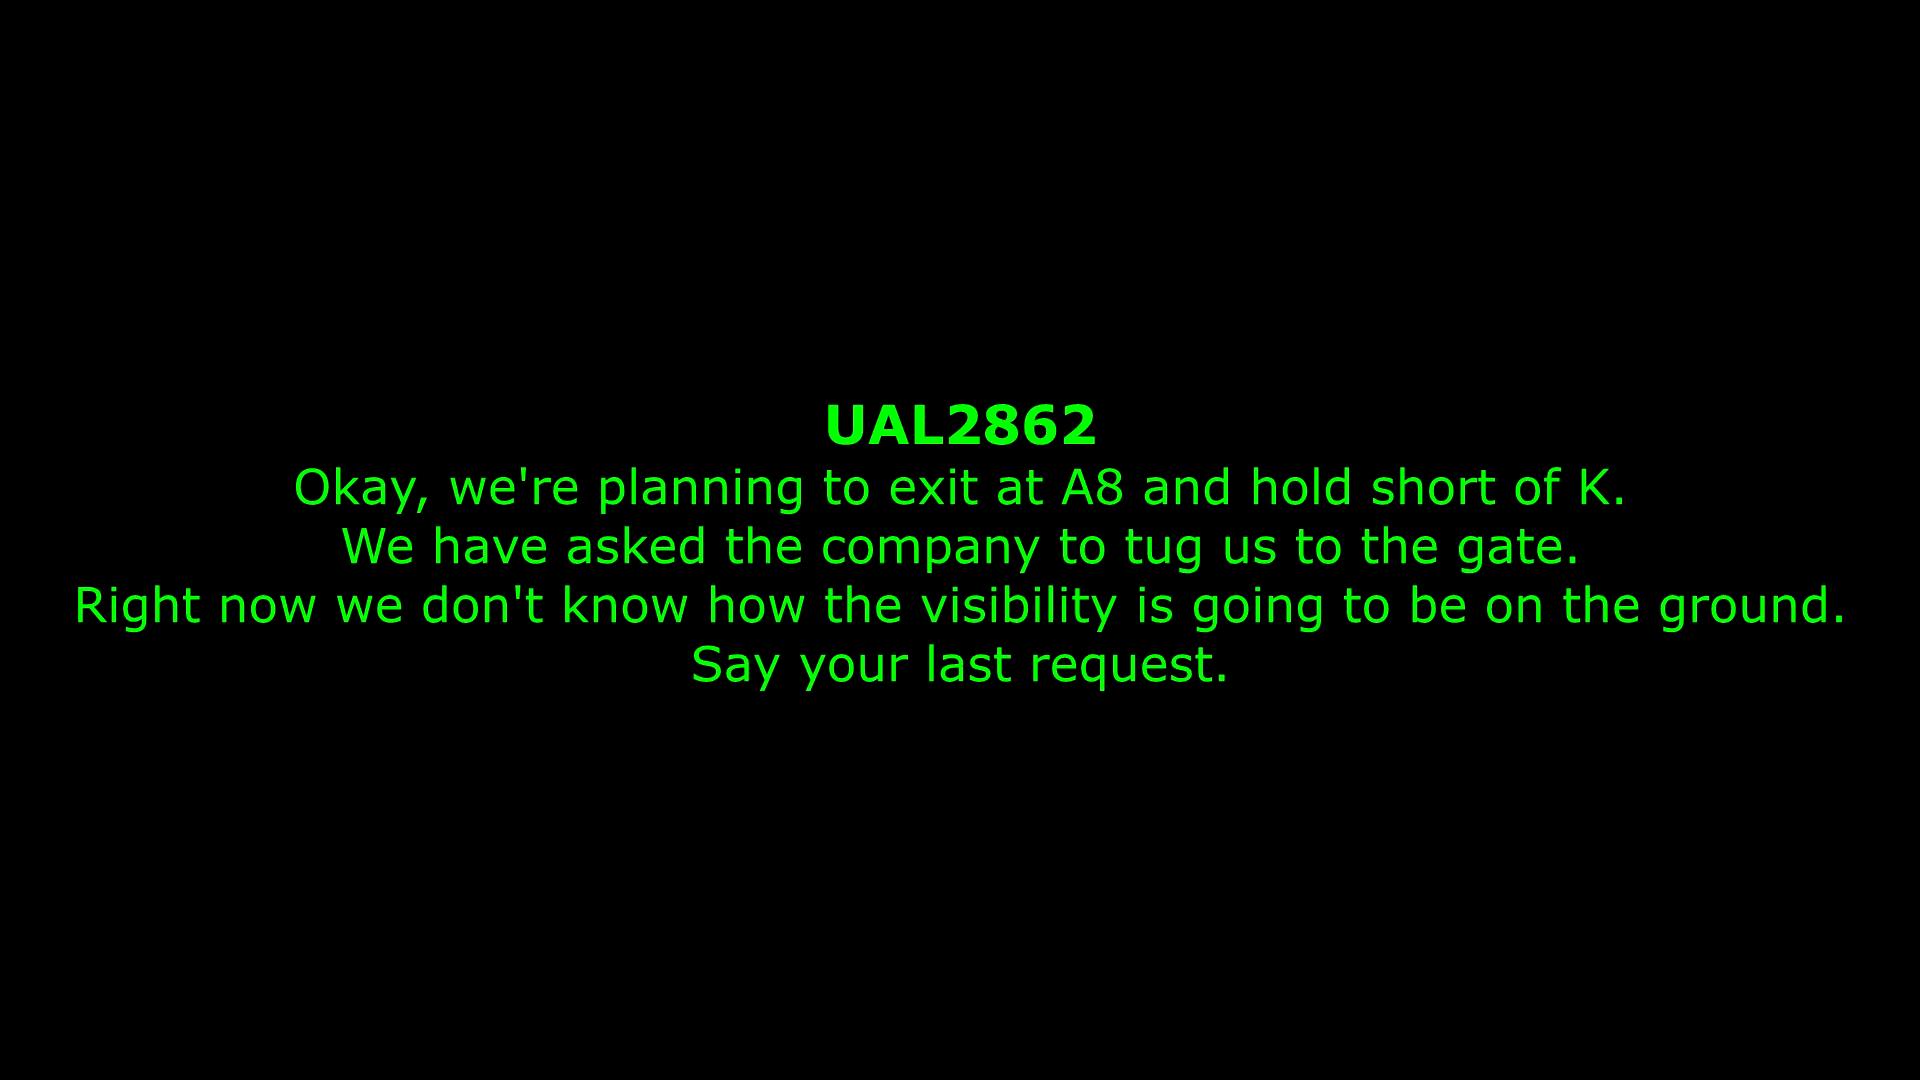 UAL2862
Okay, we're planning to exit at A8 and hold short of K.
We have asked the company to tug us to the gate.
Right now we don't know how the visibility is going to be on the ground.
Say your last request.